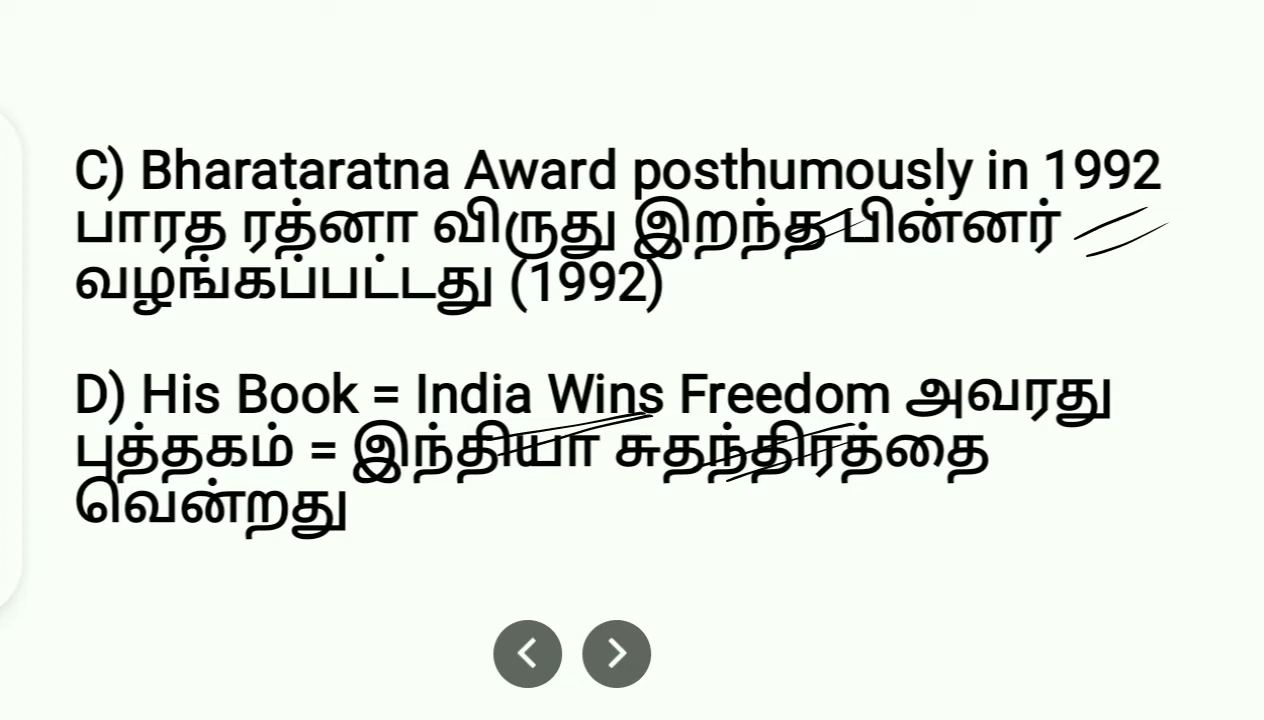 C) Bharataratna Award posthumously in 1992
பாரத ரத்னா விருது இறந்த பின்னர்
வழங்கப்பட்டது (1992)
D) His Book = India Wins Freedom அவரது
புத்தகம் = இந்தியா சுதந்திரத்தை
வென்றது